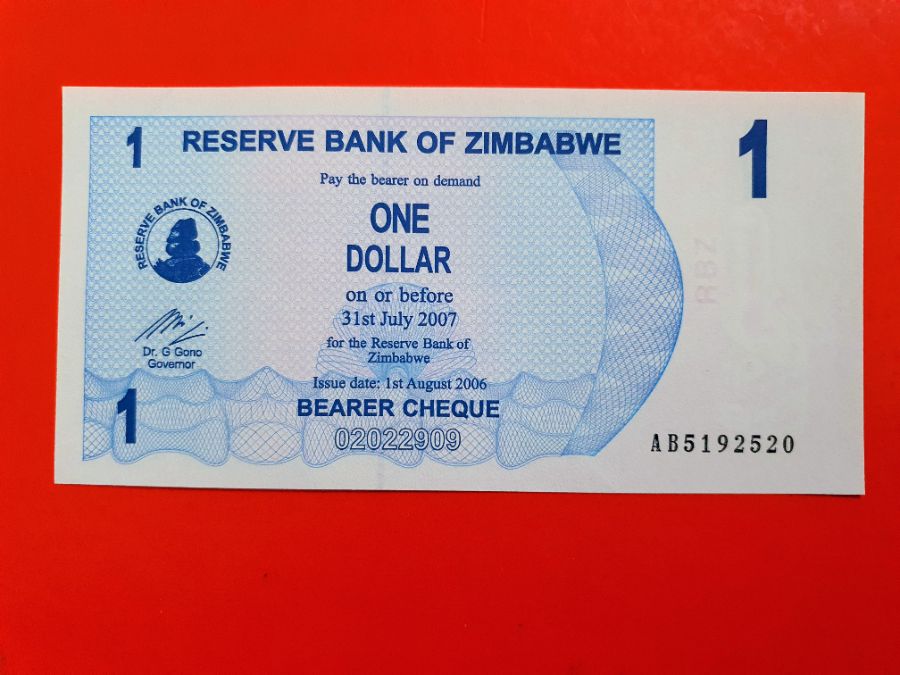 1 RESERVE BANK OF ZIMBABWE 1
Pay the bearer on demand
RESERVE BANK OF ZIMBABWE
ONE
DOLLAR
on or before
31st July 2007
for the Reserve Bank of
Zimbabwe
Dr. G Gono
Governor
RBZ
Issue date: 1st August 2006
1 BEARER CHEQUE
02022909
AB5192520